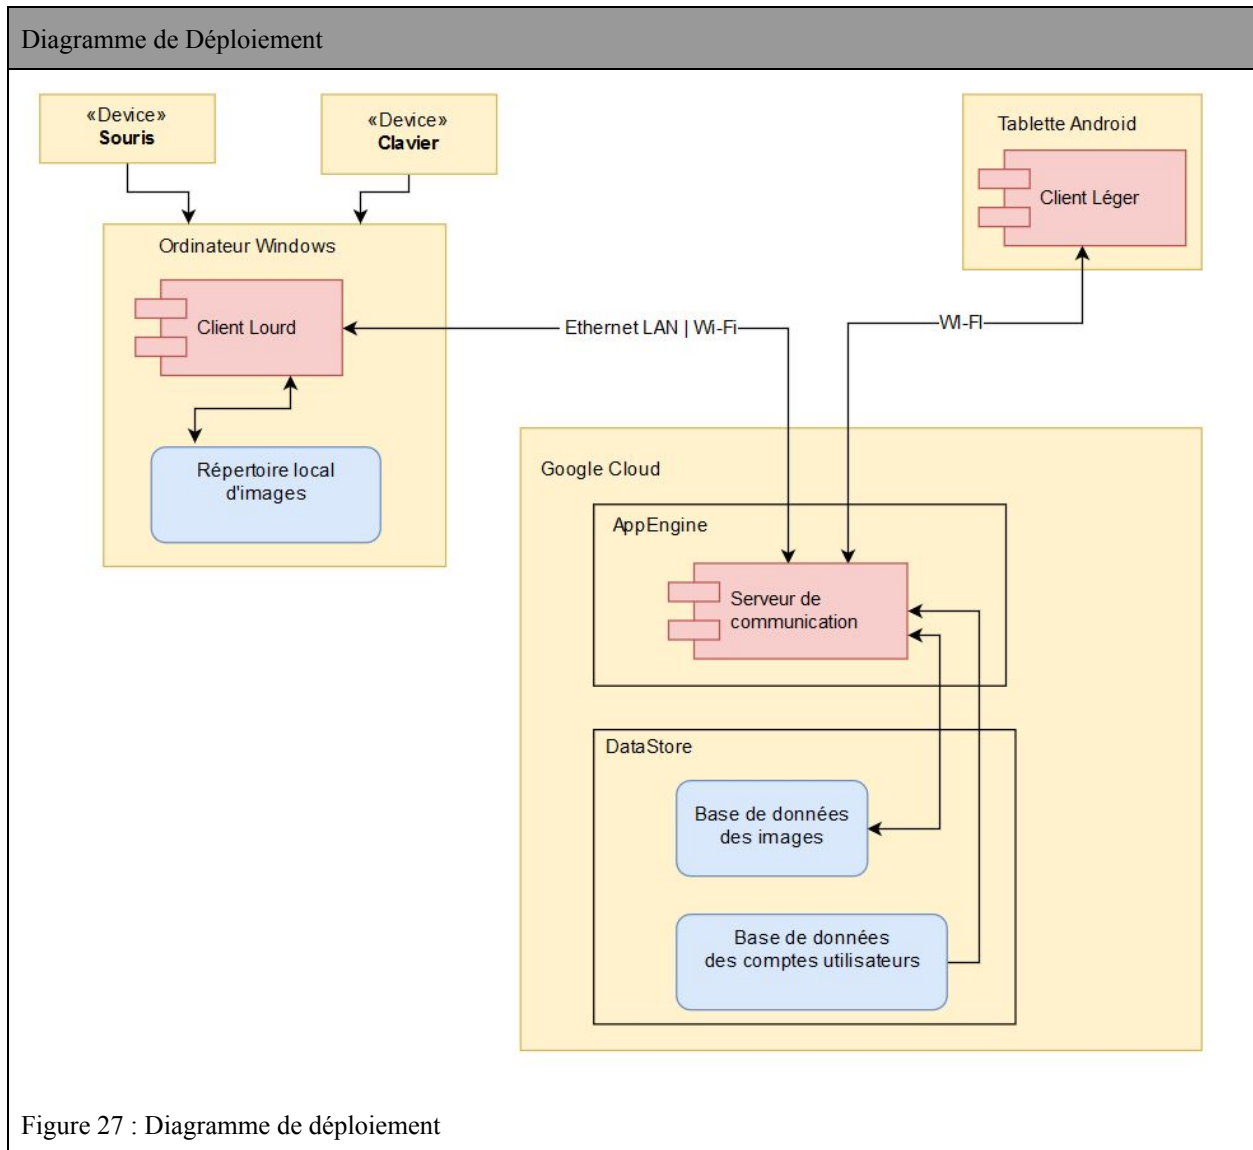 Diagramme de Déploiement
«Device»
Souris
«Device»
Clavier
Tablette Android
Client Léger
Ordinateur Windows
Client Lourd
Ethernet LAN | Wi-Fi
WI-FI
Répertoire local
d'images
Google Cloud
AppEngine
Serveur de
communication
DataStore
Base de données
des images
Base de données
des comptes utilisateurs
Figure 27 : Diagramme de déploiement